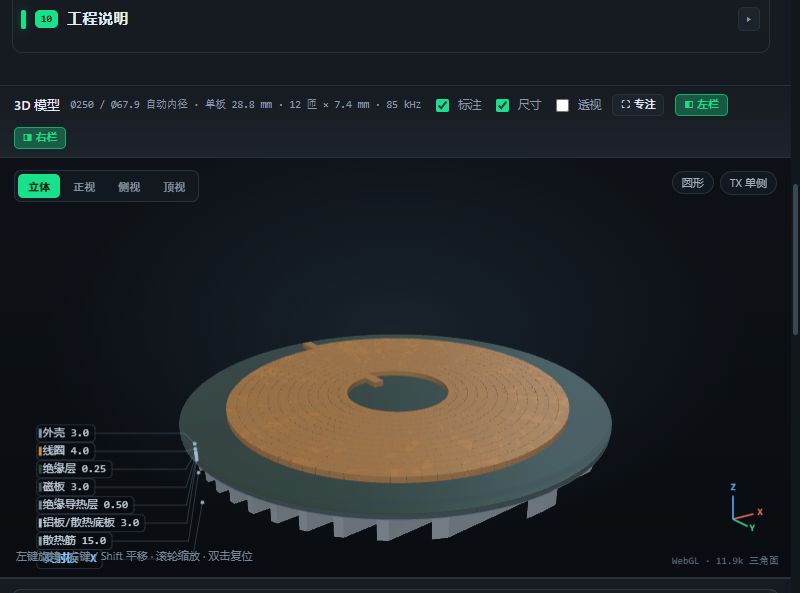 10 工程说明
3D 模型 Ø250 / Ø67.9 自动内径 · 单板 28.8 mm · 12 匝 × 7.4 mm · 85 kHz 标注 尺寸 透视 专注 左栏
右栏
立体 正视 侧视 顶视 圆形 TX 单侧
外壳 3.0
线圈 4.0
绝缘层 0.25
磁板 3.0
绝缘导热层 0.50
铝板/散热底板 3.0
散热筋 15.0
Shift 平移 · 滚轮缩放 · 双击复位
Z
X
Y
WebGL · 11.9k 三角面